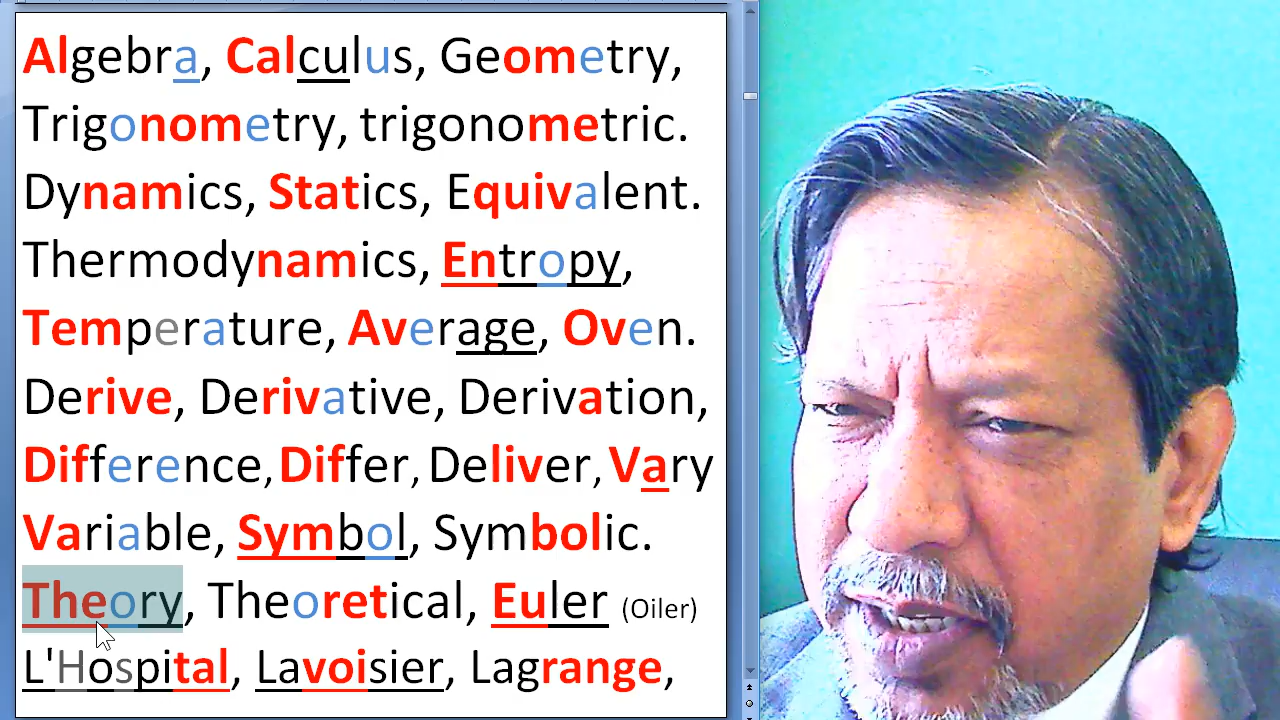 Algebra, Calculus, Geometry,
Trigonometry, trigonometric.
Dynamics, Statics, Equivalent.
Thermodynamics, Entropy,
Temperature, Average, Oven.
Derive, Derivative, Derivation,
Difference, Differ, Deliver, Vary
Variable, Symbol, Symbolic.
Theory, Theoretical, Euler (Oiler)
L'Hospital, Lavoisier, Lagrange,